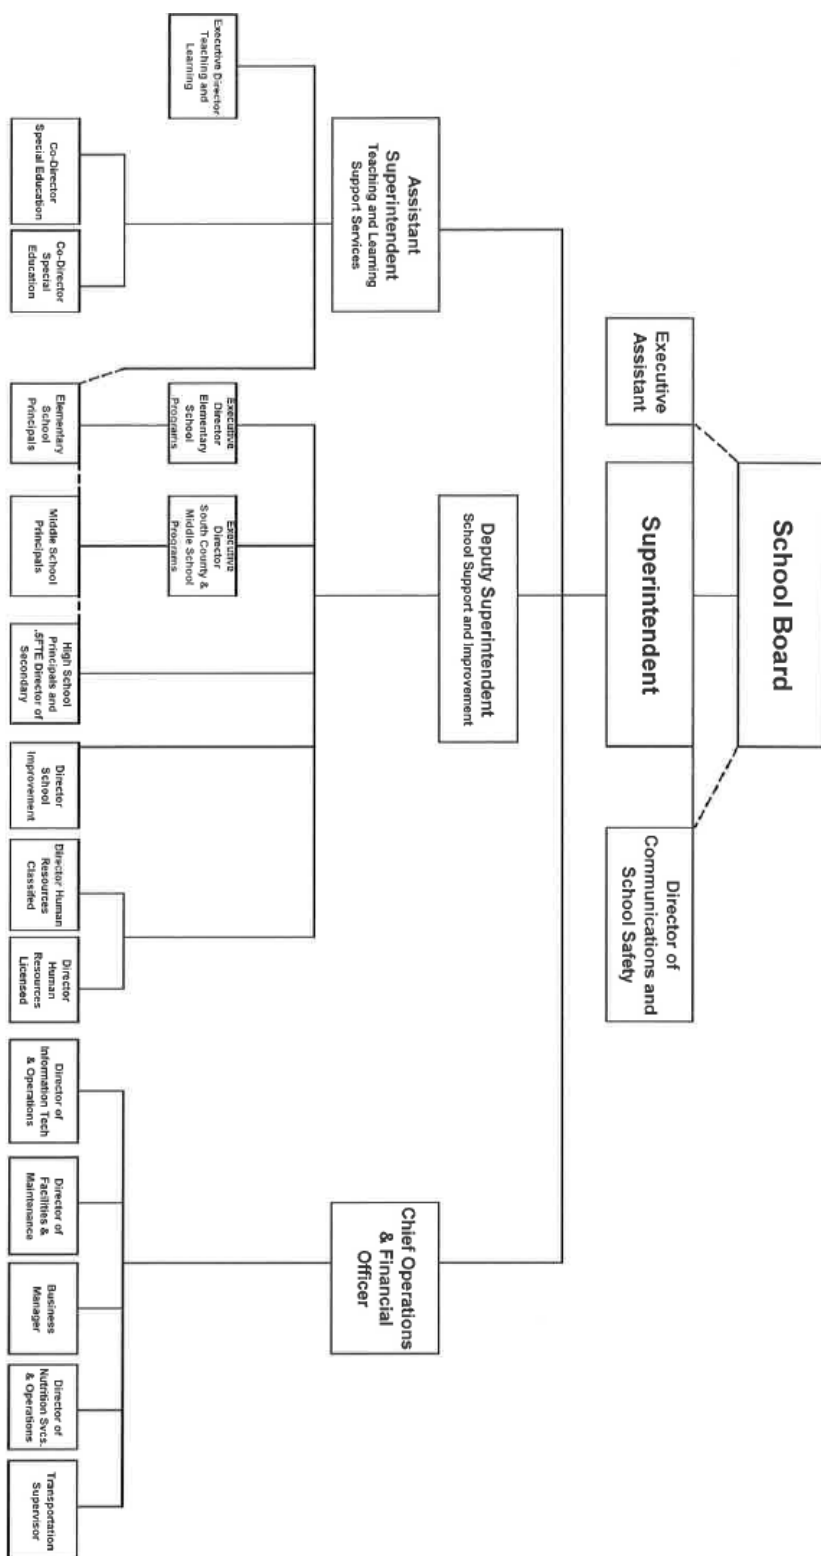 School Board
Executive
Assistant
Superintendent
Director of
Communications and
School Safety
Assistant
Superintendent
Teaching and Learning
Support Services
Deputy Superintendent
School Support and Improvement
Chief Operations
& Financial
Officer
Executive Director
Teaching and
Learning
Executive
Director
Elementary
School
Programs
Executive
Director
South County &
Middle School
Programs
Co-Director
Special Education
Co-Director
Special
Education
Elementary
School
Principals
Middle School
Principals
High School
Principals and
.5FTE Director of
Secondary
Director
School
Improvement
Director Human
Resources
Classifed
Director
Human
Resources
Licensed
Director of
Information Tech
& Operations
Director of
Facilities &
Maintenance
Business
Manager
Director of
Nutrition Svcs.
& Operations
Transportation
Supervisor